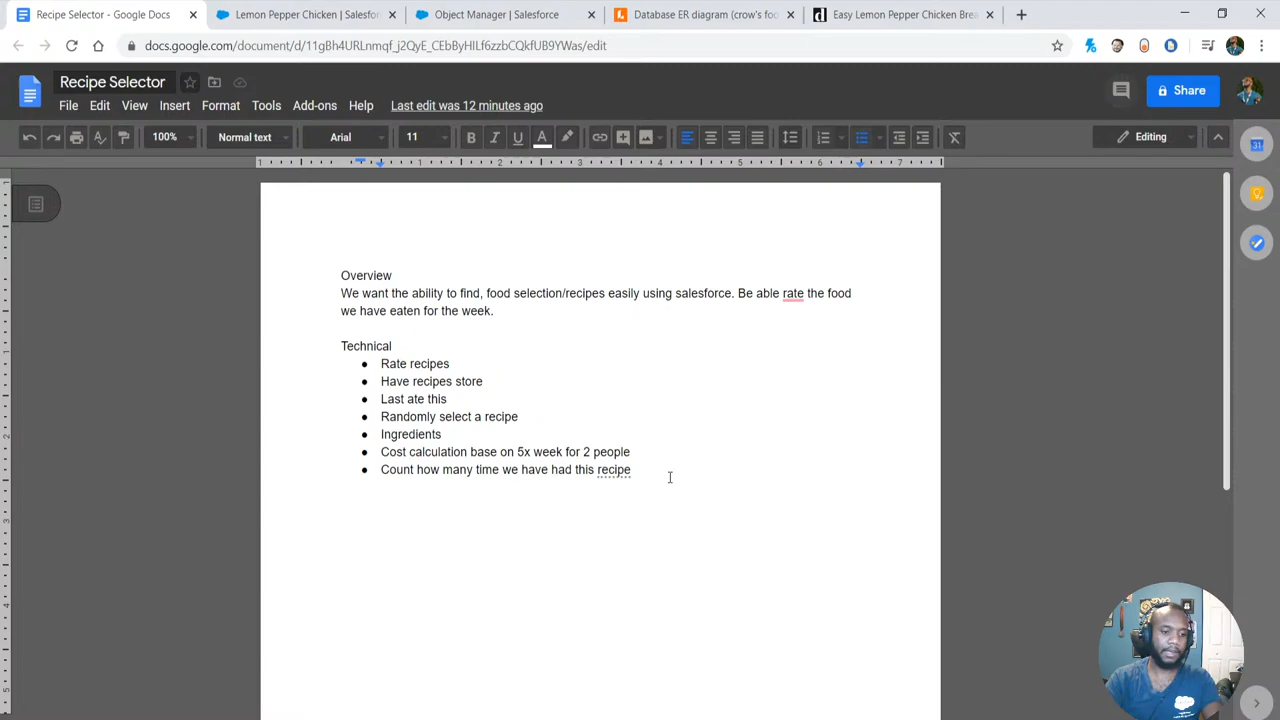 Recipe Selector - Google Docs
Lemon Pepper Chicken | Salesfor
Object Manager | Salesforce
Database ER diagram (crow's foo
Easy Lemon Pepper Chicken Brea
docs.google.com/document/d/11gBh4URLnmqf_j2QyE_CEbByHILf6zzbCQkfUB9YWas/edit
Recipe Selector
File Edit View Insert Format Tools Add-ons Help Last edit was 12 minutes ago
Share
100% Normal text Arial 11 Editing
Overview
We want the ability to find, food selection/recipes easily using salesforce. Be able rate the food
we have eaten for the week.
Technical
● Rate recipes
● Have recipes store
● Last ate this
● Randomly select a recipe
● Ingredients
● Cost calculation base on 5x week for 2 people
● Count how many time we have had this recipe